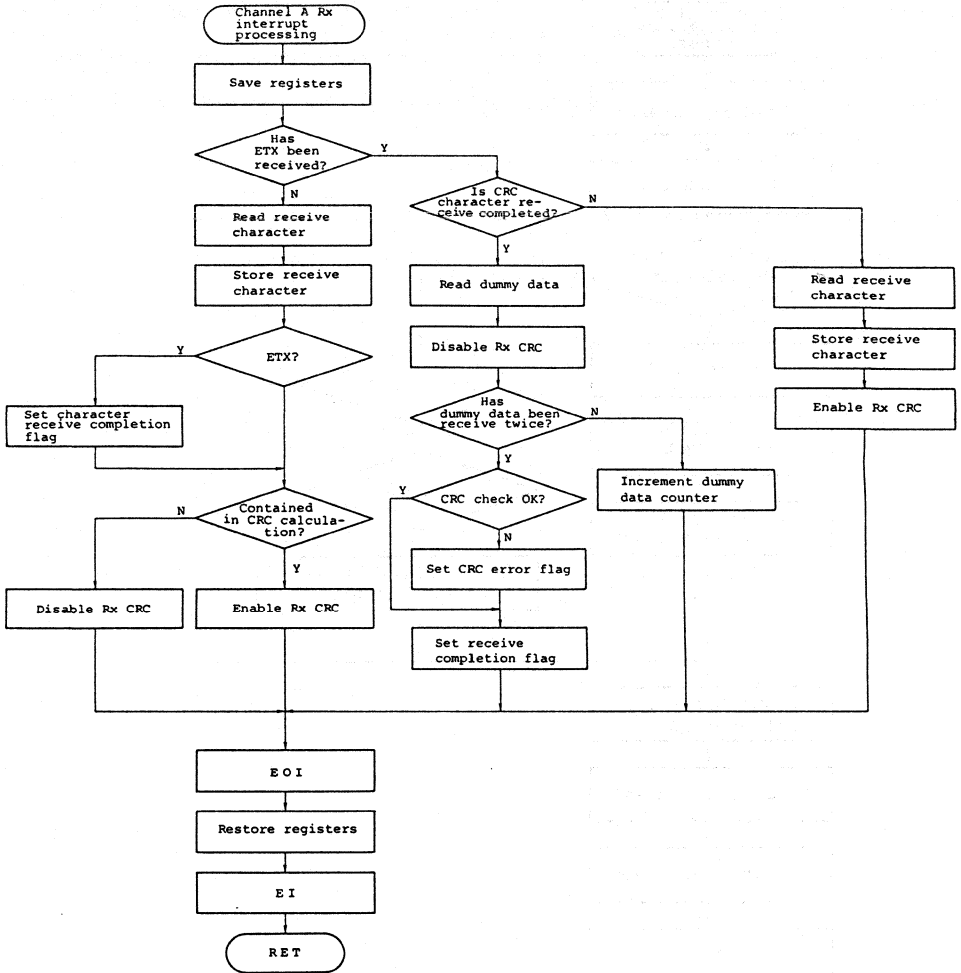 Channel A Rx
interrupt
processing
Save registers
Has
ETX been
received?
Y
N
Read receive
character
Store receive
character
ETX?
Y
Set character
receive completion
flag
Contained
in CRC calcula-
tion?
N
Y
Disable Rx CRC
Enable Rx CRC
Is CRC
character re-
ceive completed?
N
Y
Read dummy data
Disable Rx CRC
Has
dummy data been
receive twice?
N
Y
CRC check OK?
Y
N
Set CRC error flag
Set receive
completion flag
Increment dummy
data counter
Read receive
character
Store receive
character
Enable Rx CRC
EOI
Restore registers
EI
RET